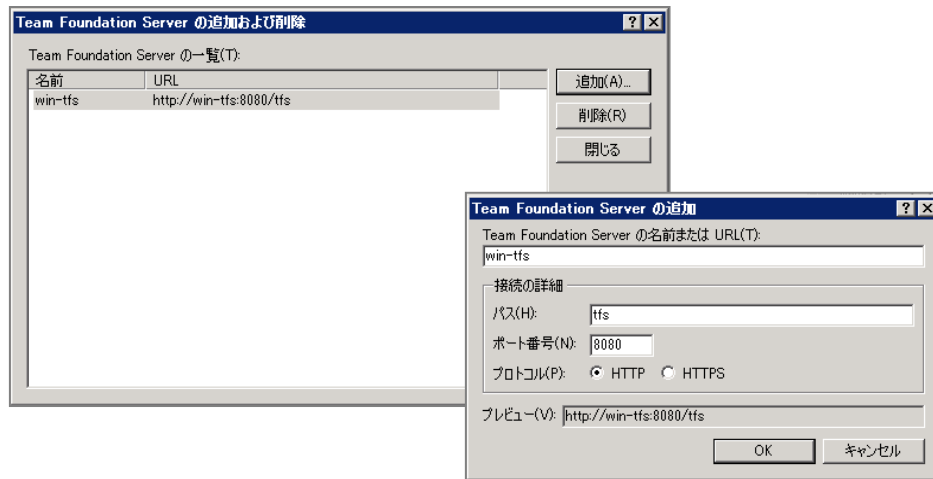 Team Foundation Server の追加および削除
Team Foundation Server の一覧(T):
名前 URL
win-tfs http://win-tfs:8080/tfs
追加(A)...
削除(R)
閉じる
Team Foundation Server の追加
Team Foundation Server の名前または URL(T):
win-tfs
接続の詳細
パス(H): tfs
ポート番号(N): 8080
プロトコル(P): HTTP HTTPS
プレビュー(V): http://win-tfs:8080/tfs
OK キャンセル